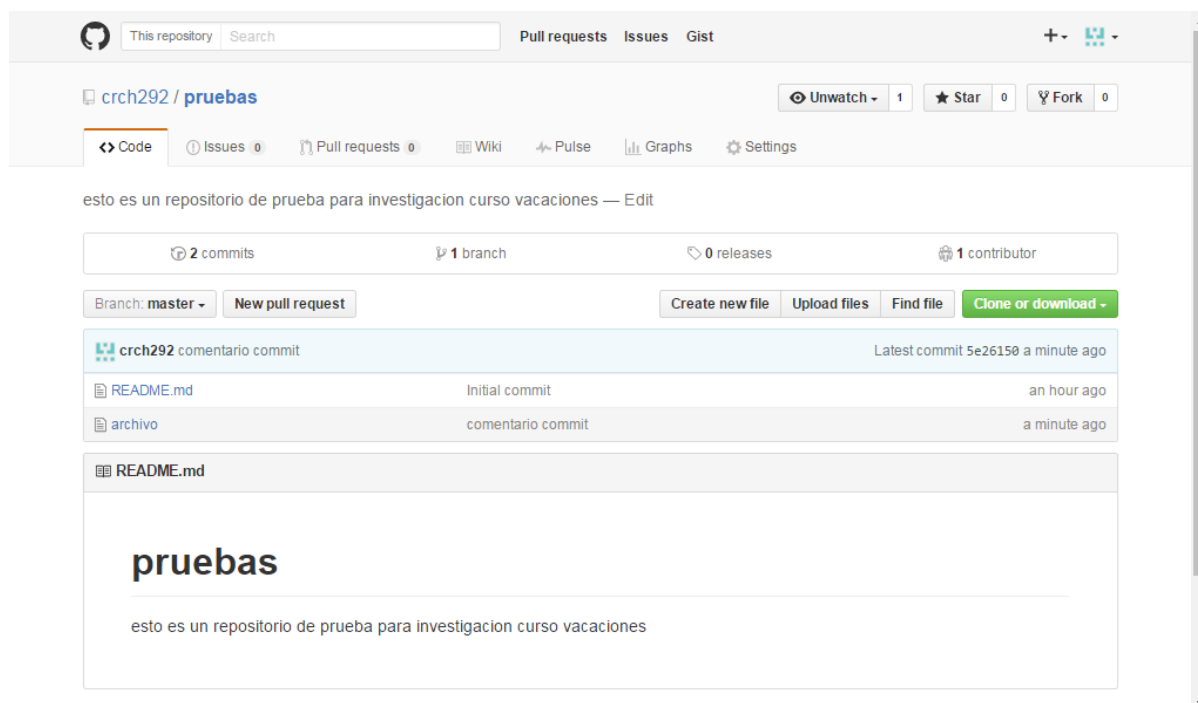 This repository Search Pull requests Issues Gist
crch292 / pruebas Unwatch 1 Star 0 Fork 0
Code Issues 0 Pull requests 0 Wiki Pulse Graphs Settings
esto es un repositorio de prueba para investigacion curso vacaciones — Edit
2 commits 1 branch 0 releases 1 contributor
Branch: master New pull request Create new file Upload files Find file Clone or download
crch292 comentario commit Latest commit 5e26150 a minute ago
README.md Initial commit an hour ago
archivo comentario commit a minute ago
README.md
pruebas
esto es un repositorio de prueba para investigacion curso vacaciones